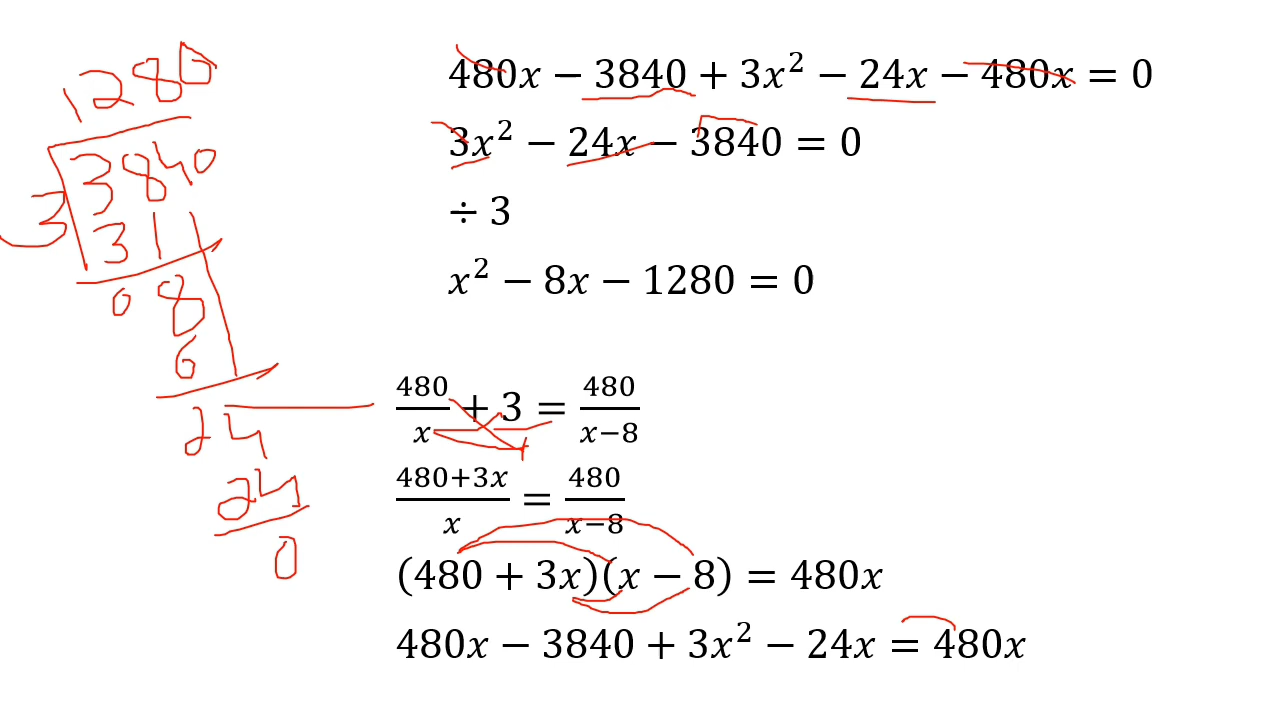 480x − 3840 + 3x² − 24x − 480x = 0
3x² − 24x − 3840 = 0
÷ 3
x² − 8x − 1280 = 0
480/x + 3 = 480/(x−8)
(480+3x)/x = 480/(x−8)
(480 + 3x)(x − 8) = 480x
480x − 3840 + 3x² − 24x = 480x
1280
3 3840
3
0 8
6
24
24
0